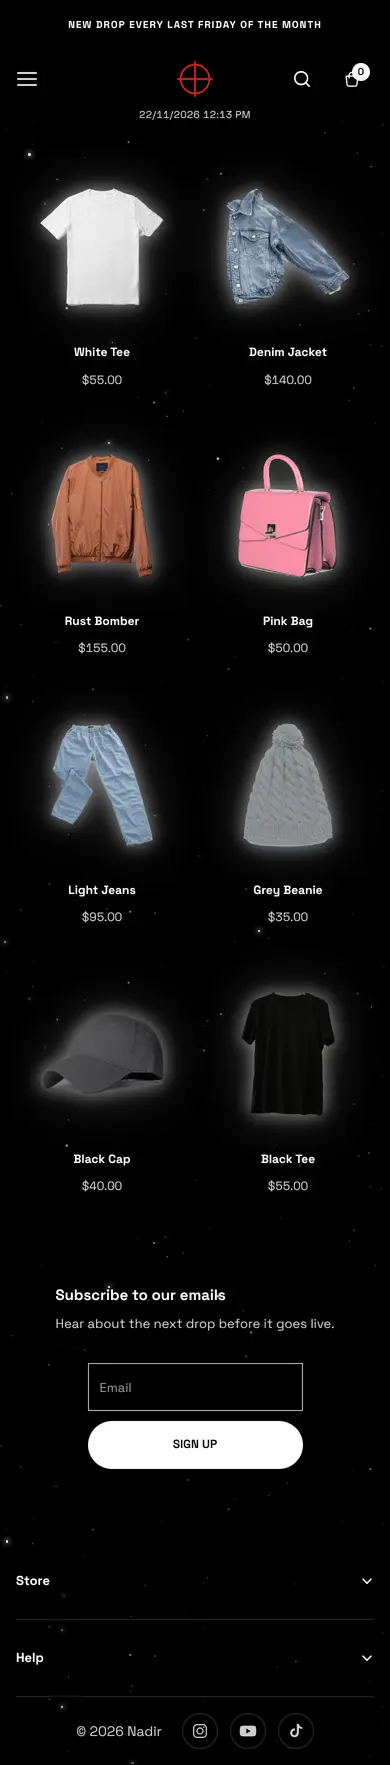 NEW DROP EVERY LAST FRIDAY OF THE MONTH
0
22/11/2026 12:13 PM
White Tee
$55.00
Denim Jacket
$140.00
Rust Bomber
$155.00
Pink Bag
$50.00
Light Jeans
$95.00
Grey Beanie
$35.00
Black Cap
$40.00
Black Tee
$55.00
Subscribe to our emails
Hear about the next drop before it goes live.
Email
SIGN UP
Store
Help
© 2026 Nadir